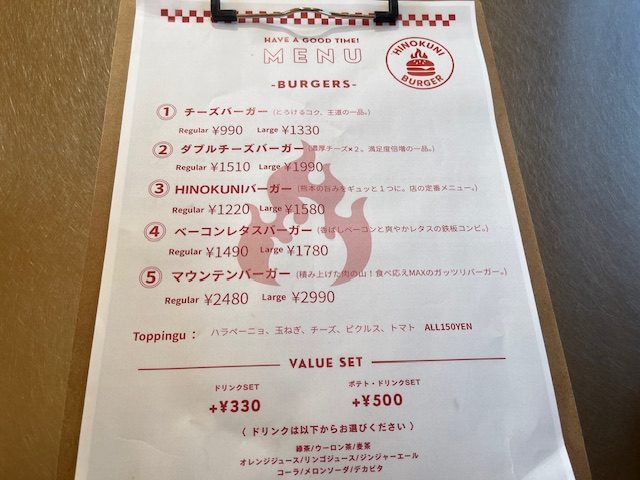 HAVE A GOOD TIME!
MENU
HINOKUNI
BURGER
-BURGERS-
① チーズバーガー (とろけるコク、王道の一品。)
Regular ¥990 Large ¥1330
② ダブルチーズバーガー (濃厚チーズ×2、満足度倍増の一品。)
Regular ¥1510 Large ¥1990
③ HINOKUNIバーガー (熊本の旨みをギュッと1つに。店の定番メニュー。)
Regular ¥1220 Large ¥1580
④ ベーコンレタスバーガー (香ばしベーコンと爽やかレタスの鉄板コンビ。)
Regular ¥1490 Large ¥1780
⑤ マウンテンバーガー (積み上げた肉の山！食べ応えMAXのガッツリバーガー。)
Regular ¥2480 Large ¥2990
Toppingu： ハラペーニョ、玉ねぎ、チーズ、ピクルス、トマト ALL150YEN
VALUE SET
ドリンクSET ポテト・ドリンクSET
+¥330 +¥500
〈 ドリンクは以下からお選びください 〉
緑茶/ウーロン茶/麦茶
オレンジジュース/リンゴジュース/ジンジャーエール
コーラ/メロンソーダ/デカビタ